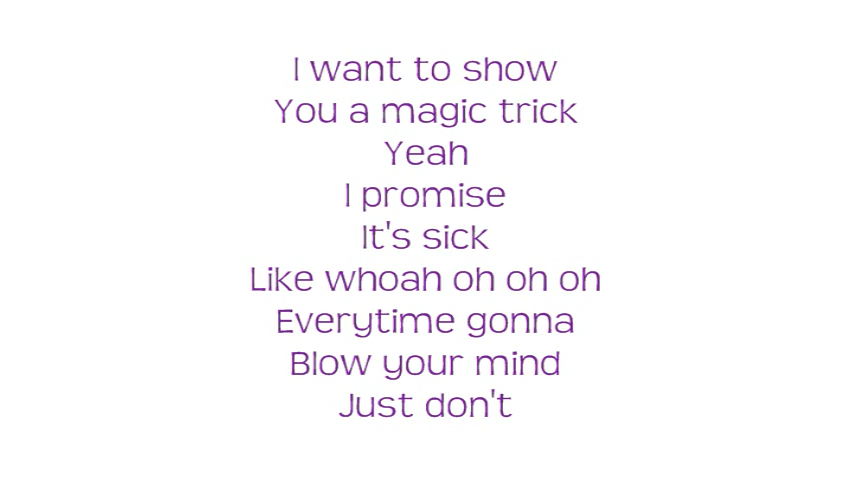 I want to show
You a magic trick
Yeah
I promise
It's sick
Like whoah oh oh oh
Everytime gonna
Blow your mind
Just don't